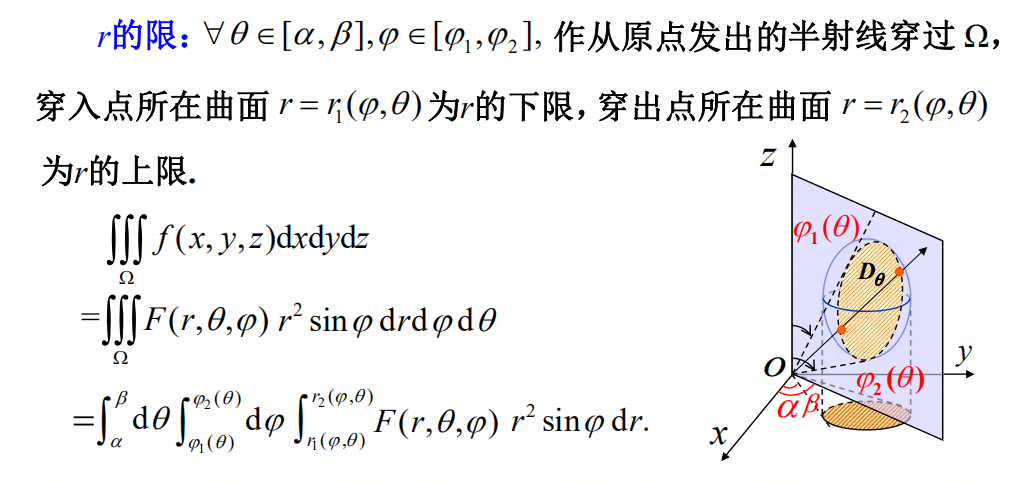 r的限：∀θ∈[α,β],φ∈[φ₁,φ₂], 作从原点发出的半射线穿过 Ω，
穿入点所在曲面 r = r₁(φ,θ)为r的下限，穿出点所在曲面 r = r₂(φ,θ)
为r的上限.
∭_Ω f(x,y,z)dxdydz
=∭_Ω F(r,θ,φ) r² sinφ drdφdθ
=∫_α^β dθ ∫_{φ₁(θ)}^{φ₂(θ)} dφ ∫_{r₁(φ,θ)}^{r₂(φ,θ)} F(r,θ,φ) r² sinφ dr.
z
φ₁(θ)
D_θ
O
y
φ₂(θ)
α β
x